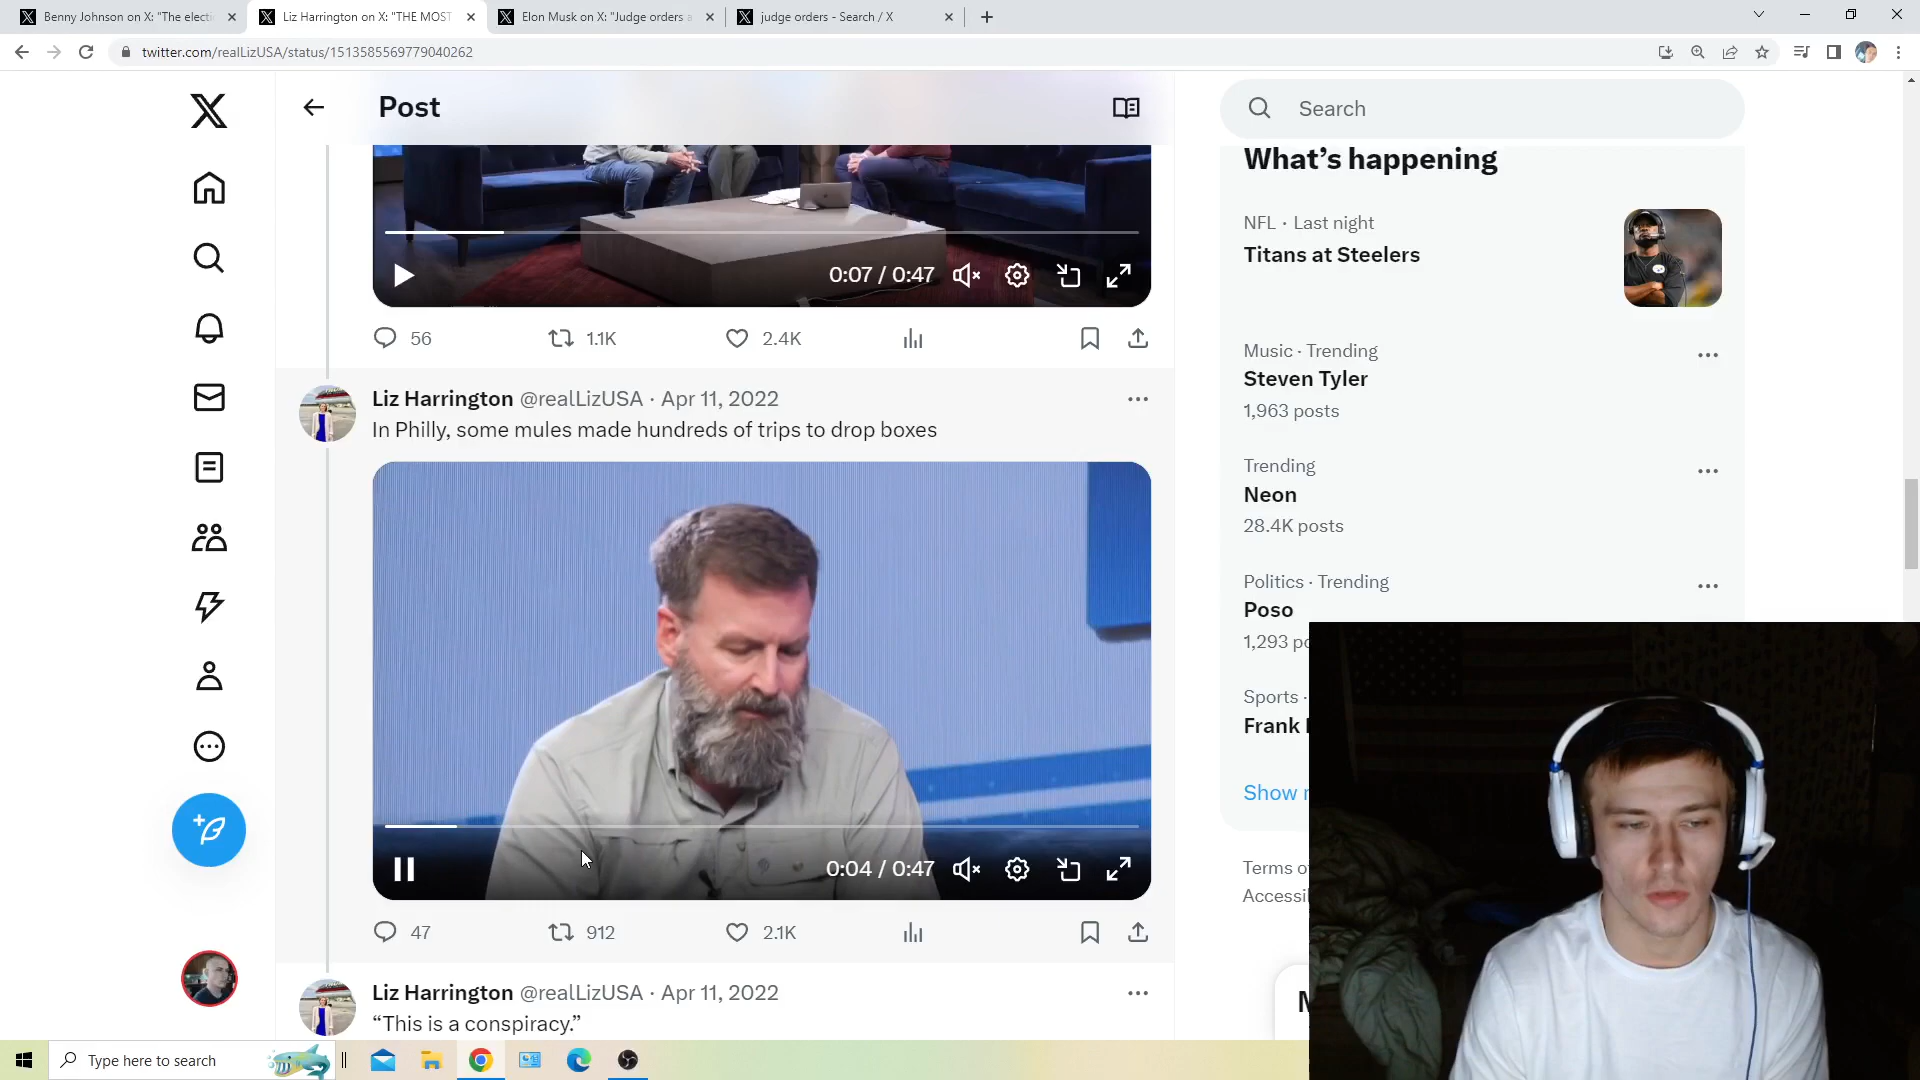 Benny Johnson on X: "The electi
Liz Harrington on X: "THE MOST
Elon Musk on X: "Judge orders a
judge orders - Search / X
twitter.com/realLizUSA/status/1513585569779040262
Post
Search
0:07 / 0:47
56
1.1K
2.4K
Liz Harrington @realLizUSA · Apr 11, 2022
In Philly, some mules made hundreds of trips to drop boxes
0:04 / 0:47
47
912
2.1K
Liz Harrington @realLizUSA · Apr 11, 2022
“This is a conspiracy.”
What’s happening
NFL · Last night
Titans at Steelers
Music · Trending
Steven Tyler
1,963 posts
Trending
Neon
28.4K posts
Politics · Trending
Poso
1,293
Sports ·
Frank
Show
Terms
Type here to search